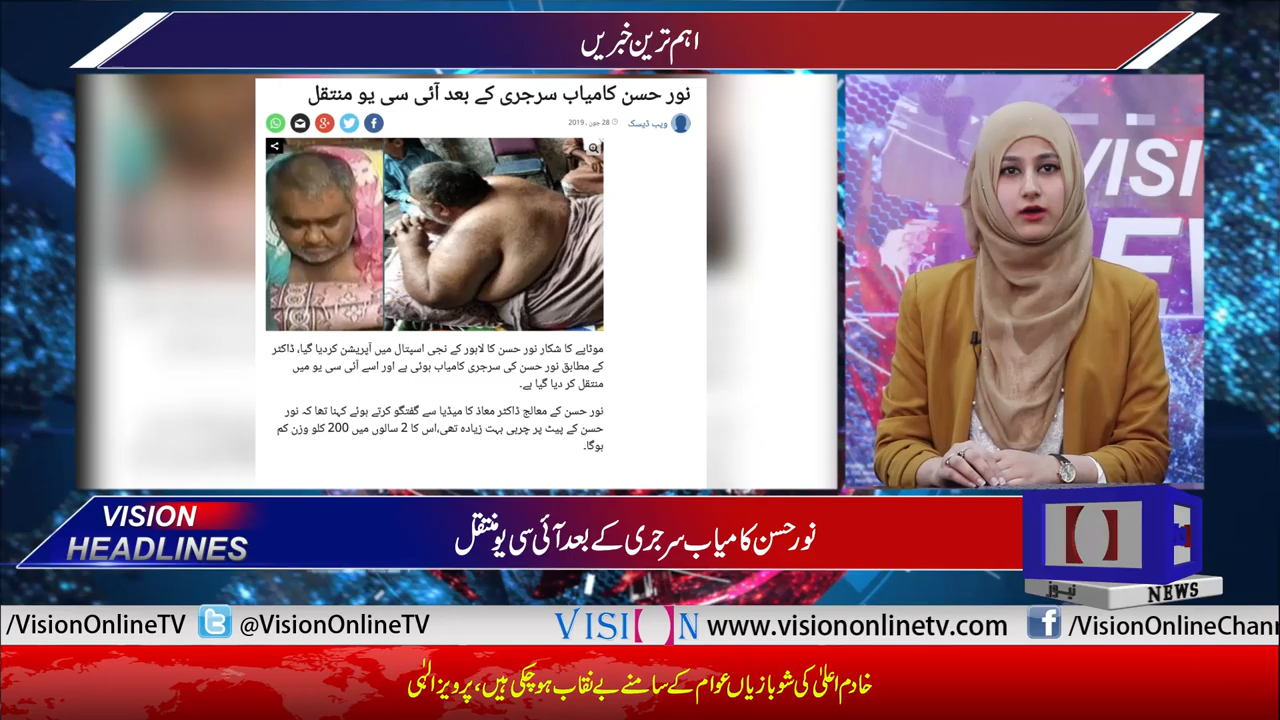 اہم ترین خبریں
نور حسن کامیاب سرجری کے بعد آئی سی یو منتقل
ویب ڈیسک
28 جون ، 2019
موٹاپے کا شکار نور حسن کا لاہور کے نجی اسپتال میں آپریشن کردیا گیا، ڈاکٹر
کے مطابق نور حسن کی سرجری کامیاب ہوئی ہے اور اسے آئی سی یو میں
منتقل کر دیا گیا ہے۔
نور حسن کے معالج ڈاکٹر معاذ کا میڈیا سے گفتگو کرتے ہوئے کہنا تھا کہ نور
حسن کے پیٹ پر چربی بہت زیادہ تھی،اس کا 2 سالوں میں 200 کلو وزن کم
ہوگا۔
VISI
EW
VISION
HEADLINES
نور حسن کامیاب سرجری کے بعد آئی سی یو منتقل
نیوز
NEWS
/VisionOnlineTV @VisionOnlineTV VISION www.visiononlinetv.com /VisionOnlineChann
خادم اعلیٰ کی شوبازیاں عوام کے سامنے بے نقاب ہوچکی ہیں، پرویز الٰہی